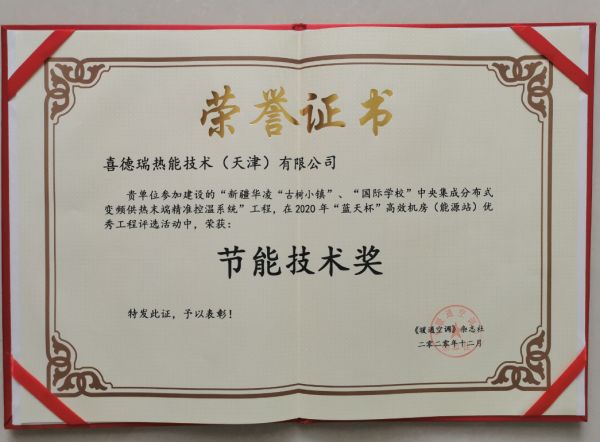 荣誉证书
喜德瑞热能技术（天津）有限公司
贵单位参加建设的“新疆华凌“古树小镇”、“国际学校”中央集成分布式
变频供热末端精准控温系统”工程，在2020年“蓝天杯”高效机房（能源站）优
秀工程评选活动中，荣获：
节能技术奖
特发此证，予以表彰！
《暖通空调》杂志社
二零二零年十二月